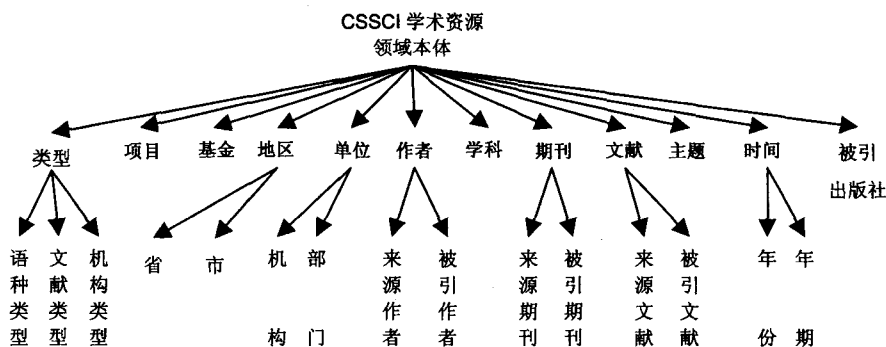 CSSCI 学术资源
领域本体
类型
项目
基金
地区
单位
作者
学科
期刊
文献
主题
时间
被引
出版社
语种类型
文献类型
机构类型
省
市
机构
部门
来源作者
被引作者
来源期刊
被引期刊
来源文献
被引文献
年份
年期